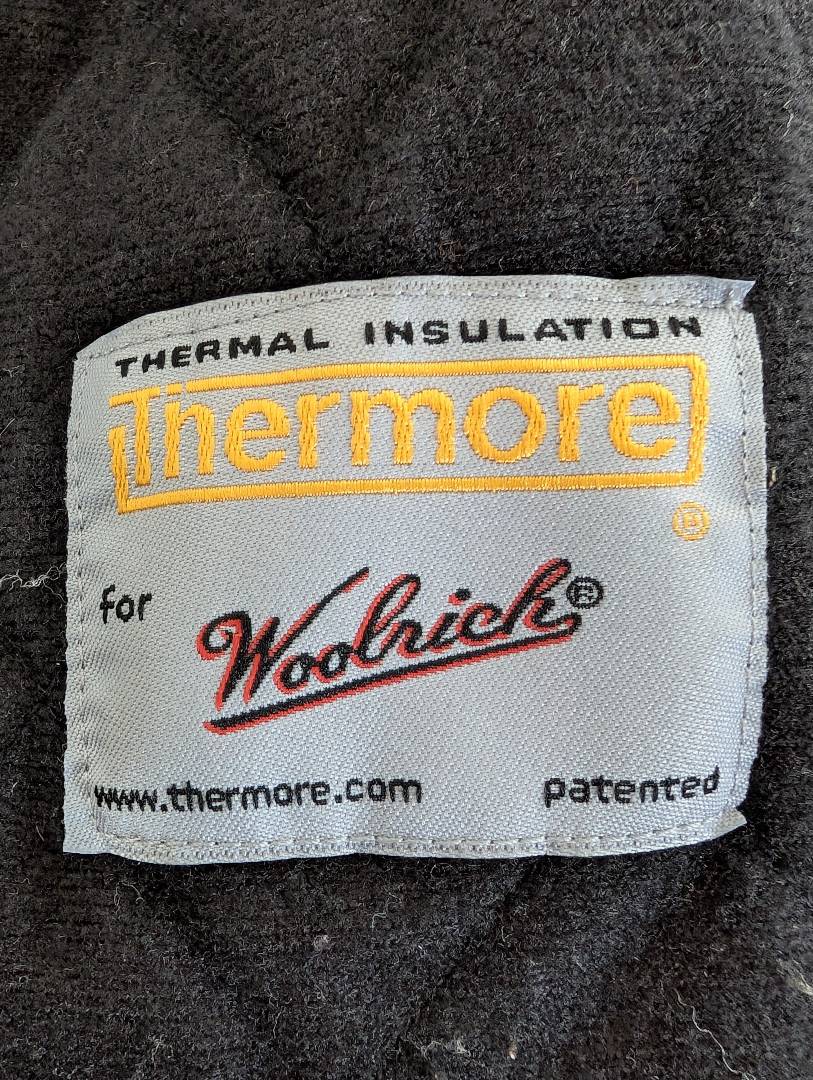 THERMAL INSULATION
Thermore®
for Woolrich®
www.thermore.com patented